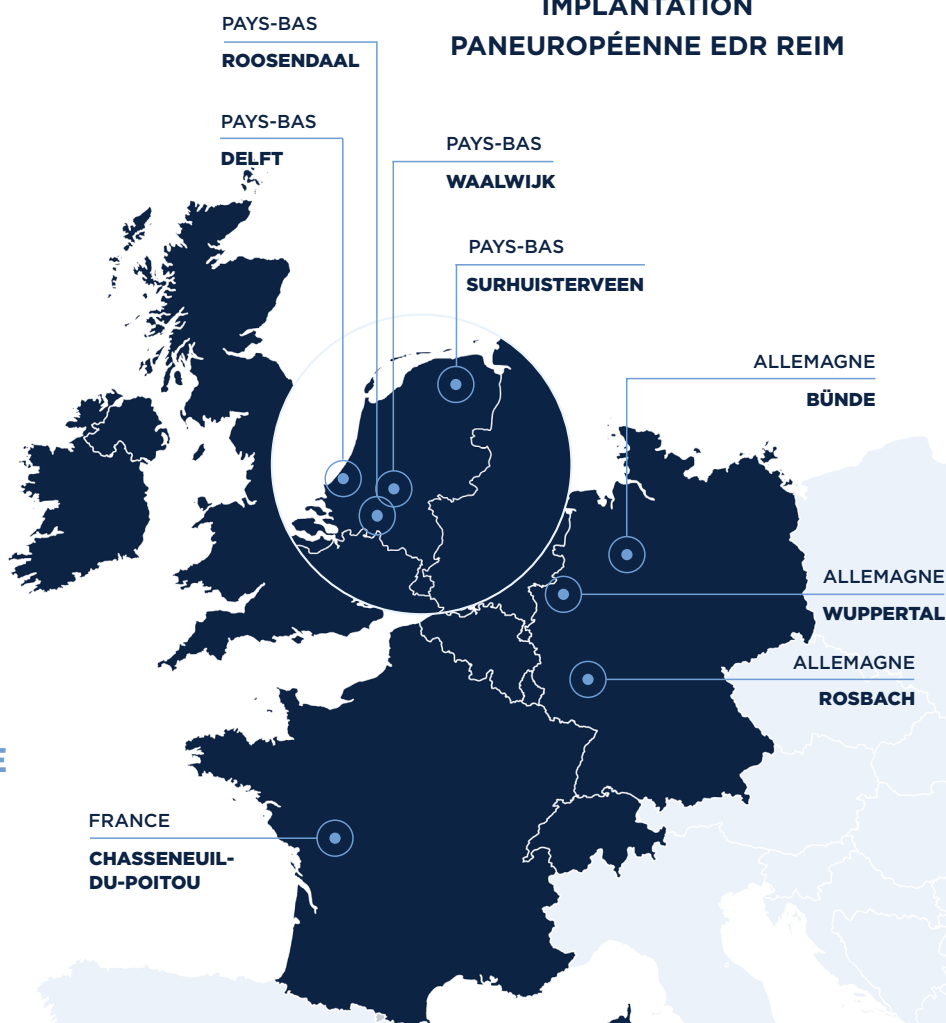 IMPLANTATION
PANEUROPÉENNE EDR REIM
PAYS-BAS
ROOSENDAAL
PAYS-BAS
DELFT
PAYS-BAS
WAALWIJK
PAYS-BAS
SURHUISTERVEEN
ALLEMAGNE
BÜNDE
ALLEMAGNE
WUPPERTAL
ALLEMAGNE
ROSBACH
E
FRANCE
CHASSENEUIL-
DU-POITOU